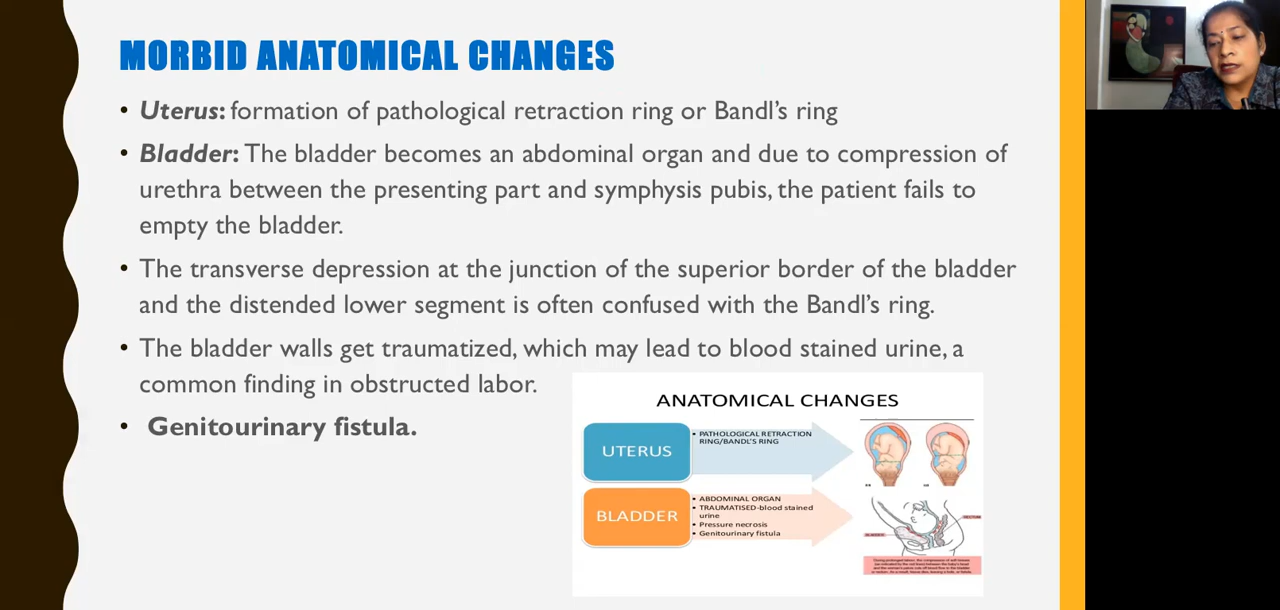 MORBID ANATOMICAL CHANGES
• Uterus: formation of pathological retraction ring or Bandl's ring
• Bladder: The bladder becomes an abdominal organ and due to compression of
urethra between the presenting part and symphysis pubis, the patient fails to
empty the bladder.
• The transverse depression at the junction of the superior border of the bladder
and the distended lower segment is often confused with the Bandl's ring.
• The bladder walls get traumatized, which may lead to blood stained urine, a
common finding in obstructed labor.
• Genitourinary fistula.
ANATOMICAL CHANGES
UTERUS
• PATHOLOGICAL RETRACTION
RING/BANDL'S RING
BLADDER
• ABDOMINAL ORGAN
• TRAUMATISED-blood stained
urine
• Pressure necrosis
• Genitourinary fistula